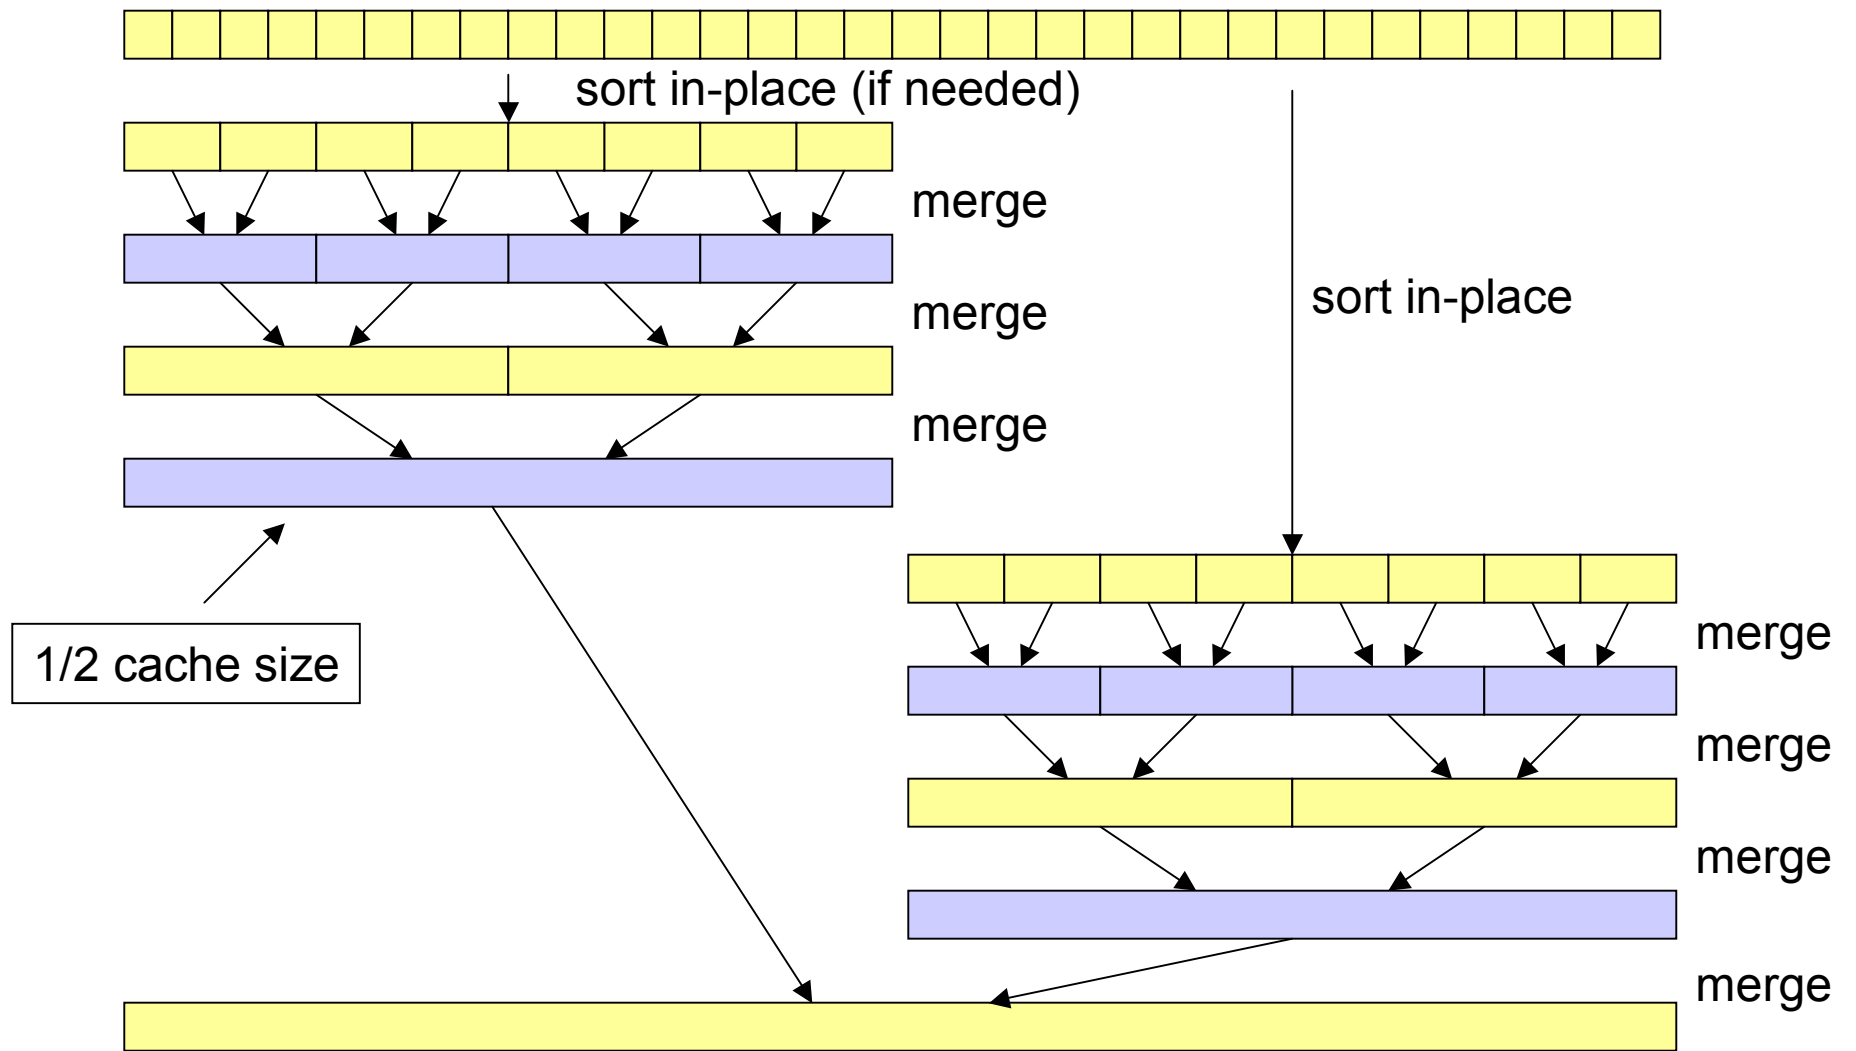 sort in-place (if needed)
merge
sort in-place
merge
merge
1/2 cache size
merge
merge
merge
merge